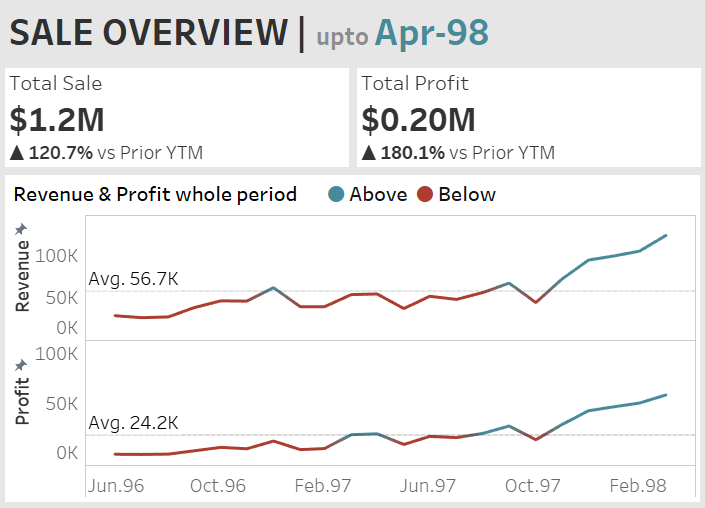 SALE OVERVIEW | upto Apr-98
Total Sale
$1.2M
▲ 120.7% vs Prior YTM
Total Profit
$0.20M
▲ 180.1% vs Prior YTM
Revenue & Profit whole period Above Below
Revenue
100K
50K
0K
Avg. 56.7K
Profit
100K
50K
0K
Avg. 24.2K
Jun.96 Oct.96 Feb.97 Jun.97 Oct.97 Feb.98